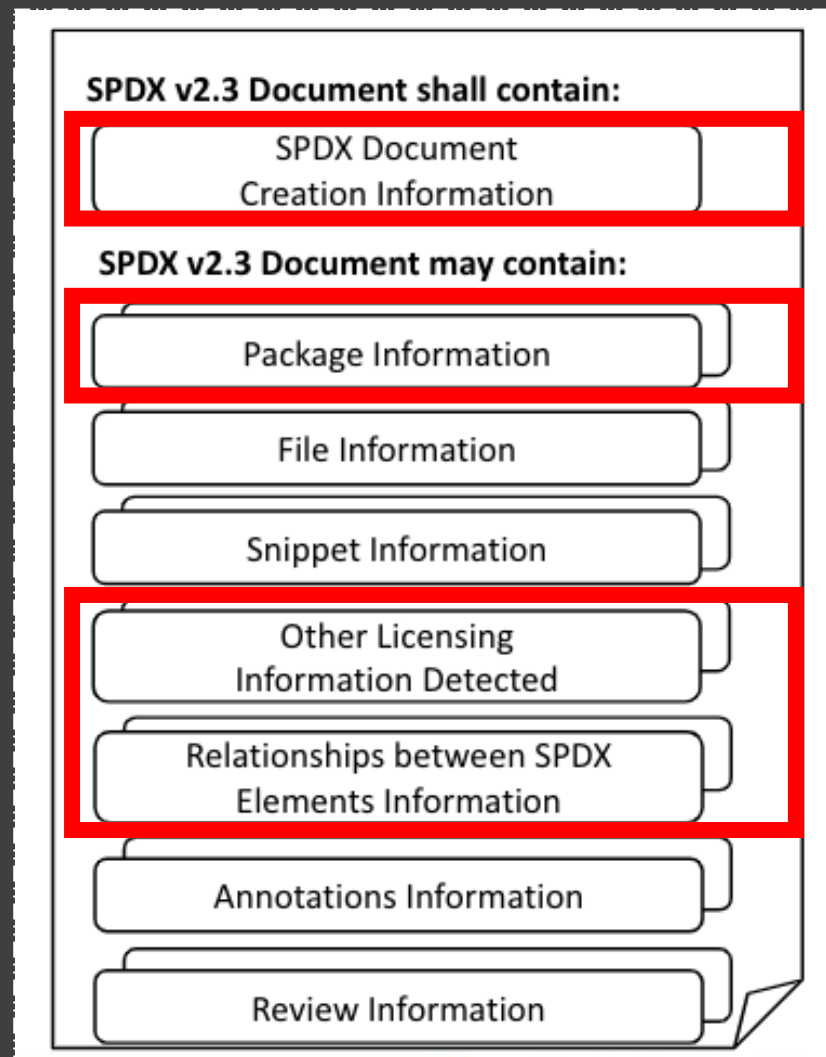 SPDX v2.3 Document shall contain:
SPDX Document
Creation Information
SPDX v2.3 Document may contain:
Package Information
File Information
Snippet Information
Other Licensing
Information Detected
Relationships between SPDX
Elements Information
Annotations Information
Review Information